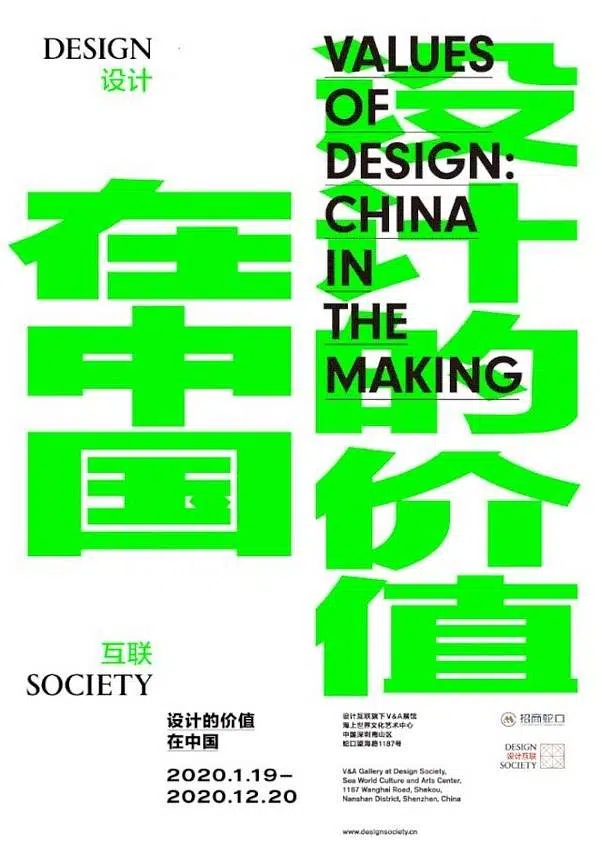 DESIGN
设计
VALUES
OF
DESIGN:
CHINA
IN
THE
MAKING
设计的价值
在中国
互联
SOCIETY
设计的价值
在中国
2020.1.19–
2020.12.20
设计互联旗下V&A展馆
海上世界文化艺术中心
中国深圳南山区
蛇口望海路1187号
V&A Gallery at Design Society,
Sea World Culture and Arts Center,
1187 Wanghai Road, Shekou,
Nanshan District, Shenzhen, China
www.designsociety.cn
招商蛇口
DESIGN
设计互联
SOCIETY